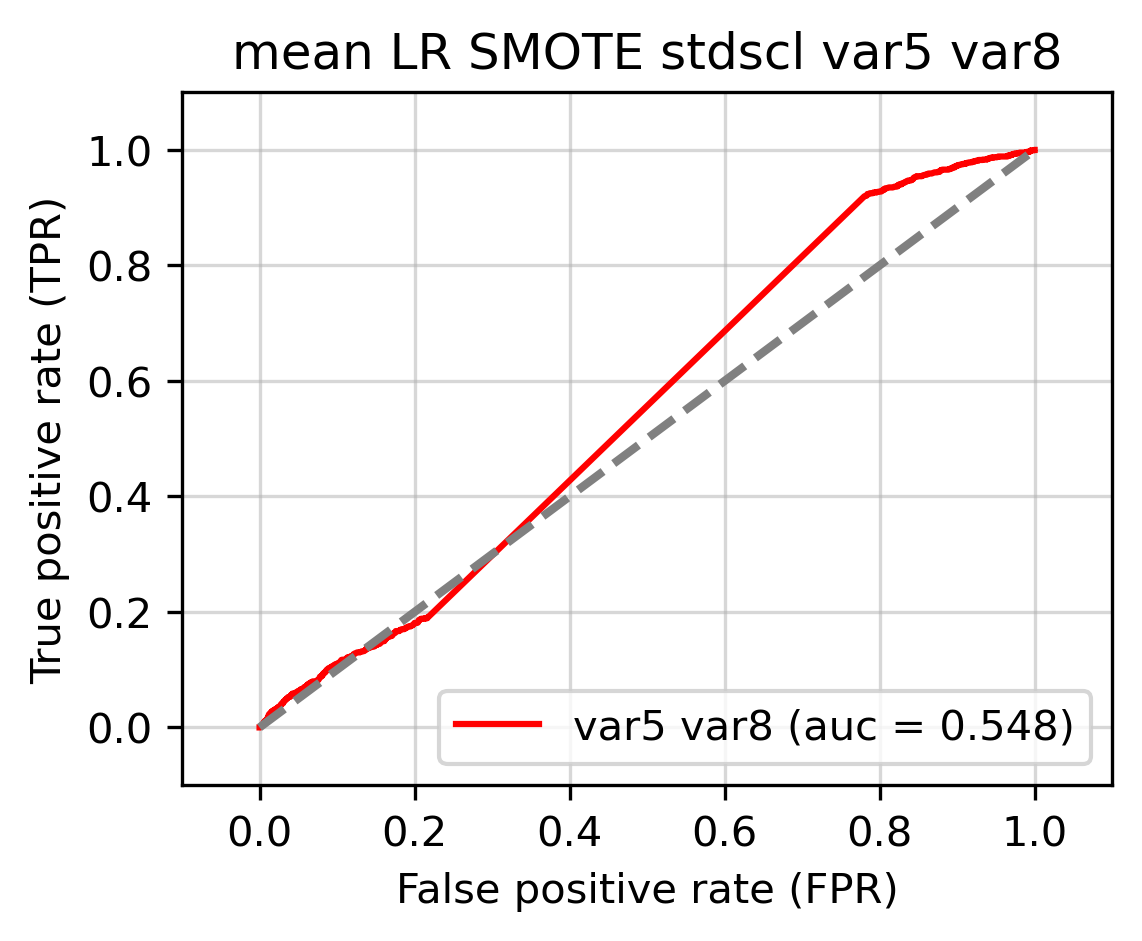 mean LR SMOTE stdscl var5 var8
True positive rate (TPR)
1.0
0.8
0.6
0.4
0.2
0.0
var5 var8 (auc = 0.548)
0.0 0.2 0.4 0.6 0.8 1.0
False positive rate (FPR)